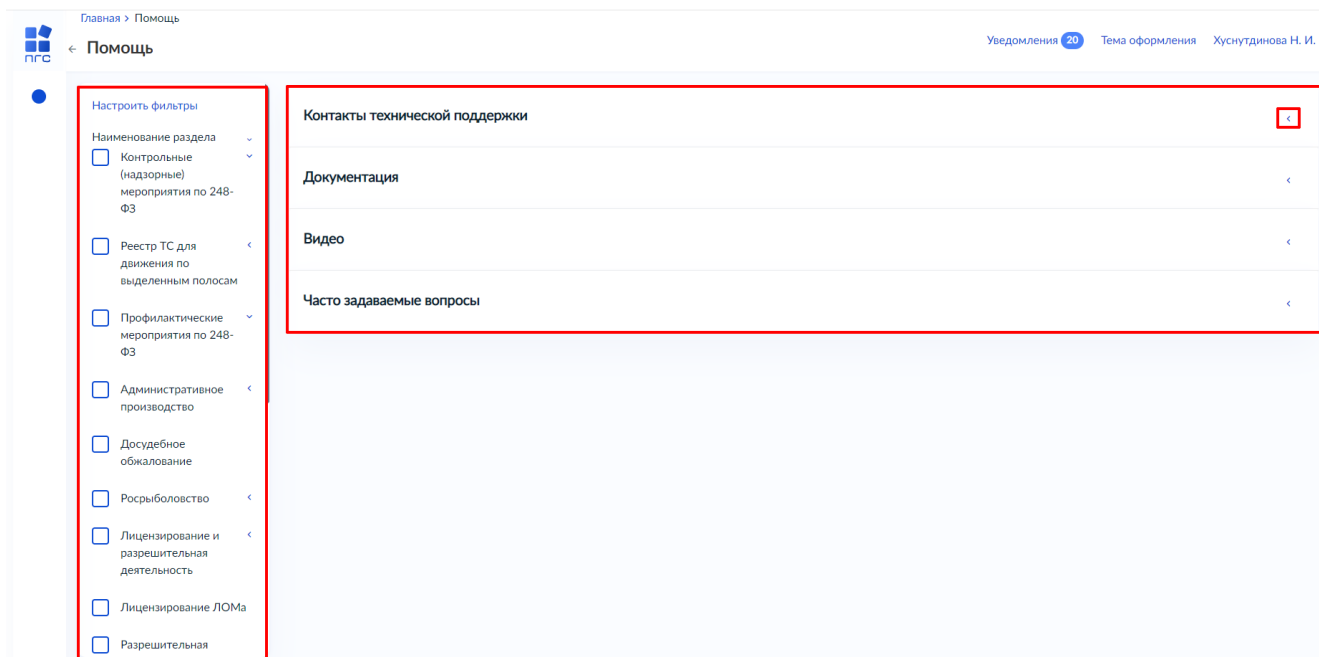 Главная > Помощь
← Помощь
Уведомления 20 Тема оформления Хуснутдинова Н. И.
пгс
Настроить фильтры
Наименование раздела
Контрольные
(надзорные)
мероприятия по 248-
ФЗ
Реестр ТС для
движения по
выделенным полосам
Профилактические
мероприятия по 248-
ФЗ
Административное
производство
Досудебное
обжалование
Росрыболовство
Лицензирование и
разрешительная
деятельность
Лицензирование ЛОМа
Разрешительная
Контакты технической поддержки
Документация
Видео
Часто задаваемые вопросы